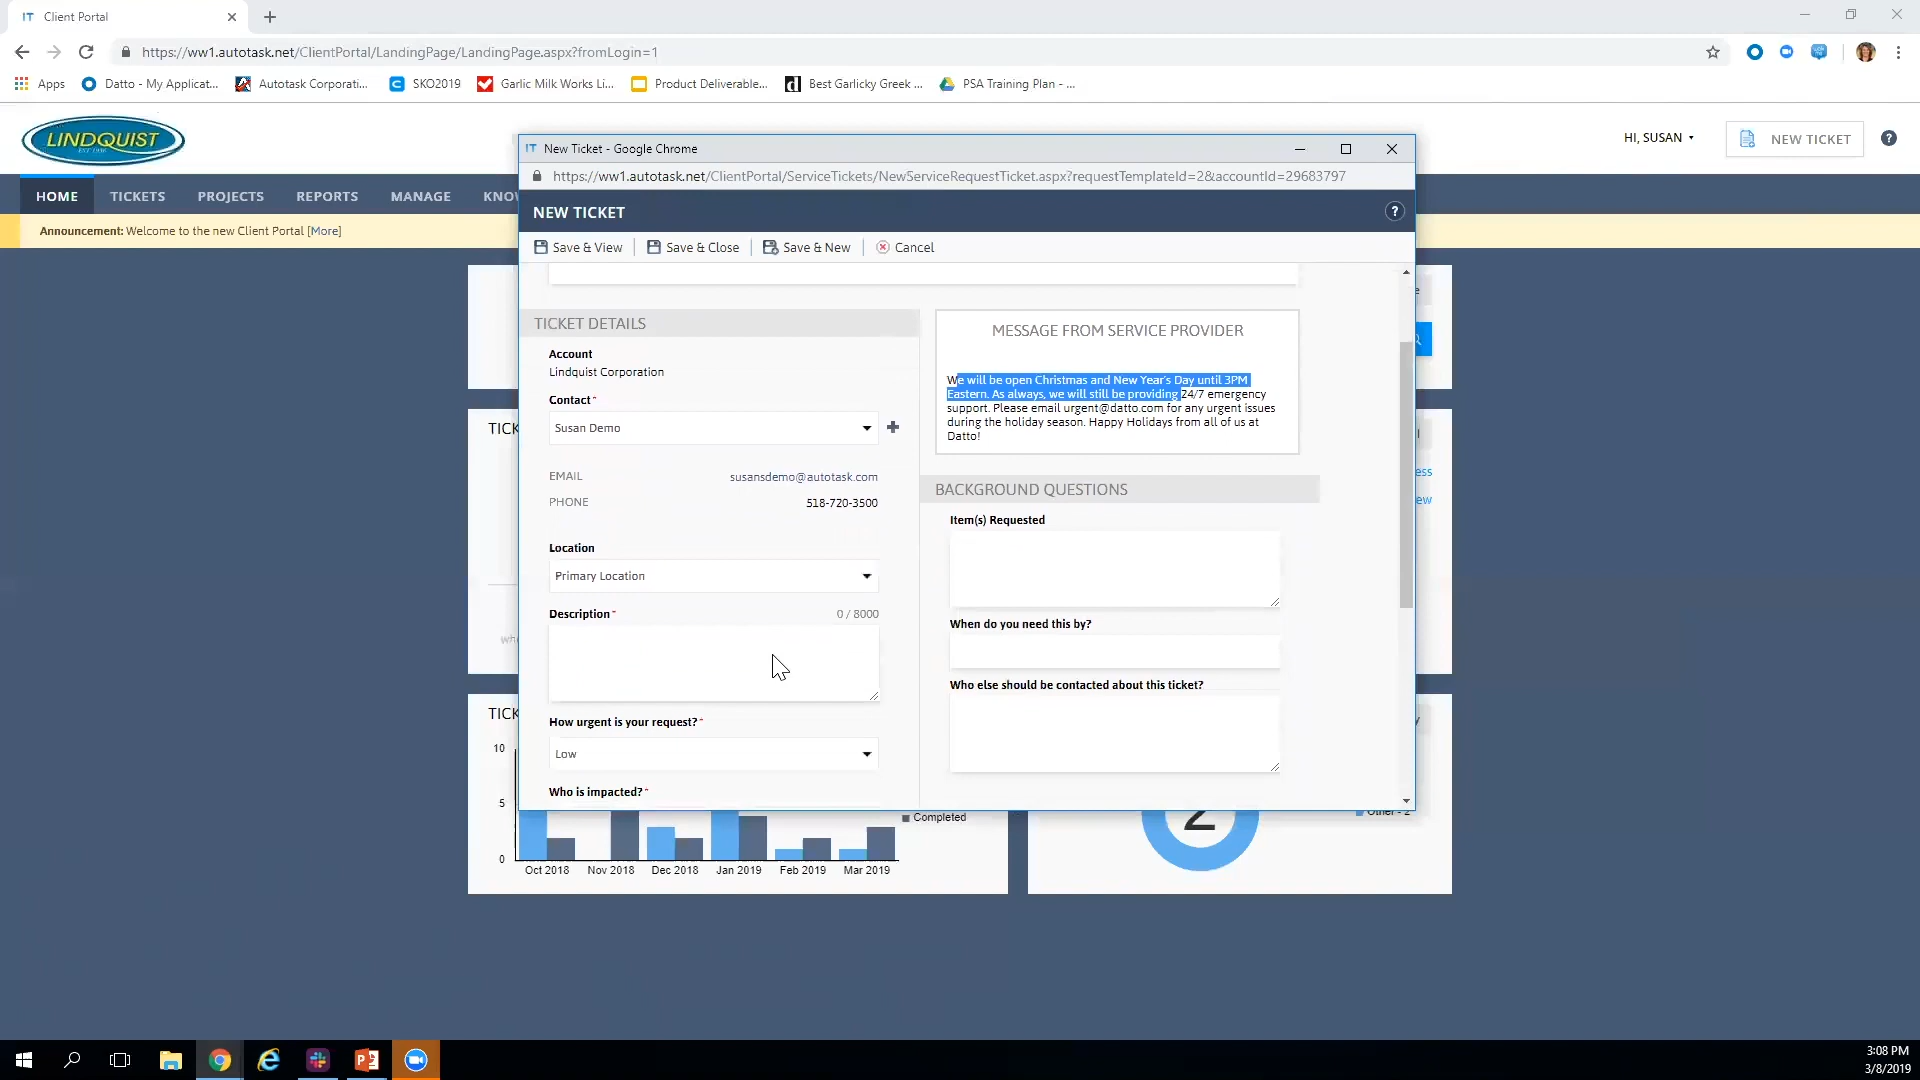 IT Client Portal
https://ww1.autotask.net/ClientPortal/LandingPage/LandingPage.aspx?fromLogin=1
Apps
Datto - My Applicat...
Autotask Corporati...
SKO2019
Garlic Milk Works Li...
Product Deliverable...
Best Garlicky Greek ...
PSA Training Plan - ...
LINDQUIST
HI, SUSAN
NEW TICKET
?
HOME
TICKETS
PROJECTS
REPORTS
MANAGE
KNO
Announcement: Welcome to the new Client Portal [More]
IT New Ticket - Google Chrome
https://ww1.autotask.net/ClientPortal/ServiceTickets/NewServiceRequestTicket.aspx?requestTemplateId=2&accountId=29683797
NEW TICKET
?
Save & View
Save & Close
Save & New
Cancel
TICKET DETAILS
Account
Lindquist Corporation
Contact*
Susan Demo
EMAIL susansdemo@autotask.com
PHONE 518-720-3500
Location
Primary Location
Description* 0 / 8000
How urgent is your request?*
Low
Who is impacted?*
MESSAGE FROM SERVICE PROVIDER
We will be open Christmas and New Year's Day until 3PM
Eastern. As always, we will still be providing 24/7 emergency
support. Please email urgent@datto.com for any urgent issues
during the holiday season. Happy Holidays from all of us at
Datto!
BACKGROUND QUESTIONS
Item(s) Requested
When do you need this by?
Who else should be contacted about this ticket?
TICK
TICK
10
5
0
Oct 2018
Nov 2018
Dec 2018
Jan 2019
Feb 2019
Mar 2019
Completed
2
Other - 2
ess
ew
3:08 PM
3/8/2019